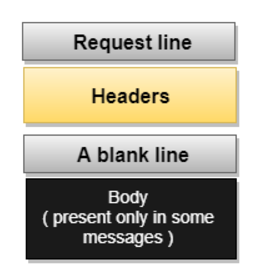 Request line
Headers
A blank line
Body
( present only in some
messages )